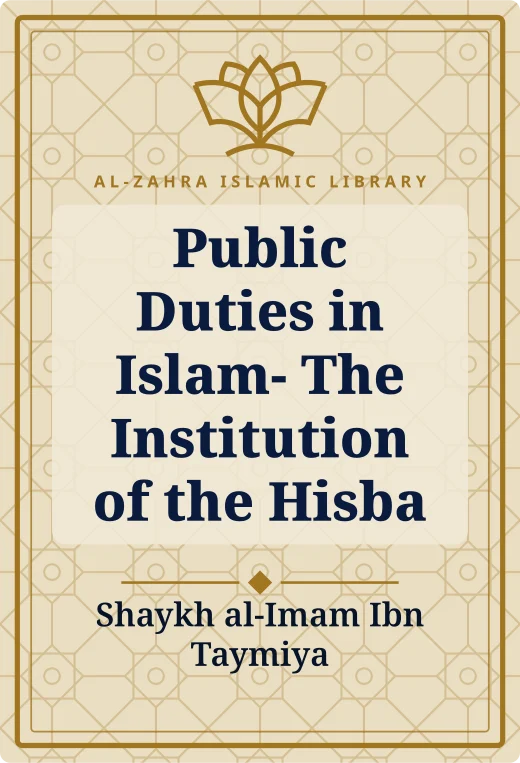 AL-ZAHRA ISLAMIC LIBRARY
Public
Duties in
Islam- The
Institution
of the Hisba
Shaykh al-Imam Ibn
Taymiya